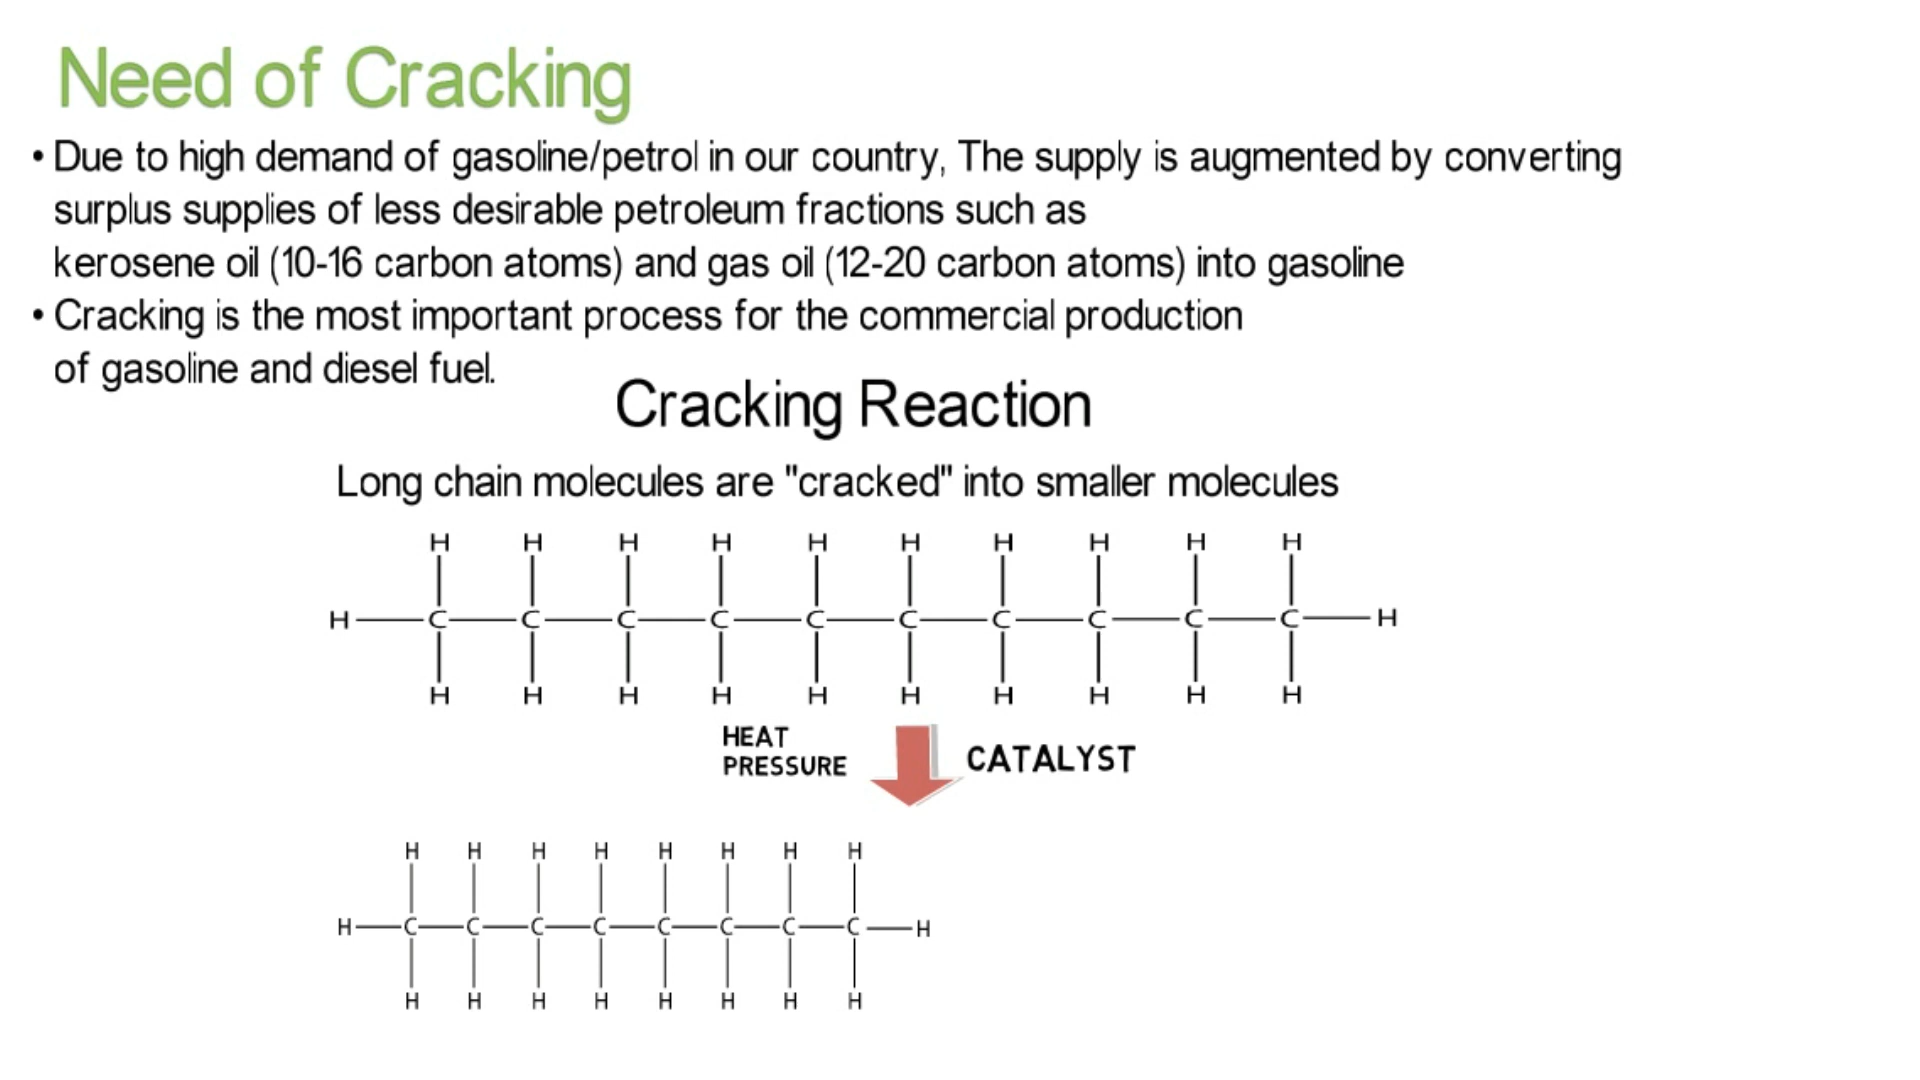 Need of Cracking
• Due to high demand of gasoline/petrol in our country, The supply is augmented by converting
surplus supplies of less desirable petroleum fractions such as
kerosene oil (10-16 carbon atoms) and gas oil (12-20 carbon atoms) into gasoline
• Cracking is the most important process for the commercial production
of gasoline and diesel fuel.
Cracking Reaction
Long chain molecules are "cracked" into smaller molecules
H H H H H H H H H H
H C C C C C C C C C C H
H H H H H H H H H H
HEAT
PRESSURE
CATALYST
H H H H H H H H
H C C C C C C C C H
H H H H H H H H